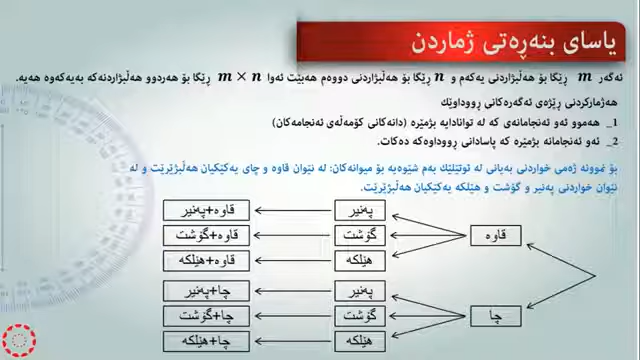 یاسای بنەڕەتی ژماردن
ئەگەر m ڕێگا بۆ هەڵبژاردنی یەکەم و n ڕێگا بۆ هەڵبژاردنی دووەم هەبێت ئەوا m × n ڕێگا بۆ هەردوو هەڵبژاردنەکە بەیەکەوە هەیە.
هەژمارکردنی ڕێژەی ئەگەرەکانی ڕووداوێك
1_ هەموو ئەو ئەنجامانەی کە لە توانادایە بژمێرە (دانەکانی کۆمەڵەی ئەنجامەکان)
2_ ئەو ئەنجامانە بژمێرە کە پاسادانی ڕووداوەکە دەکات.
بۆ نموونە ژەمی خواردنی بەیانی لە ئوتێلێك بەم شێوەیە بۆ میوانەکان: لە نێوان قاوە و چای یەکێکیان هەڵبژێرێت و لە
نێوان خواردنی پەنیر و گۆشت و هێلکە یەکێکیان هەڵبژێرێت.
پەنیر قاوە+پەنیر
قاوە گۆشت قاوە+گۆشت
هێلکە قاوە+هێلکە
پەنیر چا+پەنیر
چا گۆشت چا+گۆشت
هێلکە چا+هێلکە